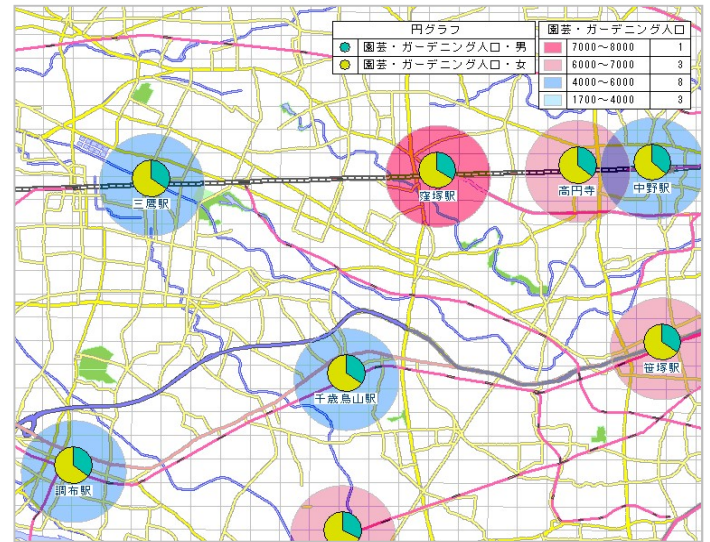 円グラフ
園芸・ガーデニング人口・男
園芸・ガーデニング人口・女
園芸・ガーデニング人口
7000～8000 1
6000～7000 3
4000～6000 8
1700～4000 3
三鷹駅
窪塚駅
高円寺
中野駅
笹塚駅
千歳烏山駅
調布駅